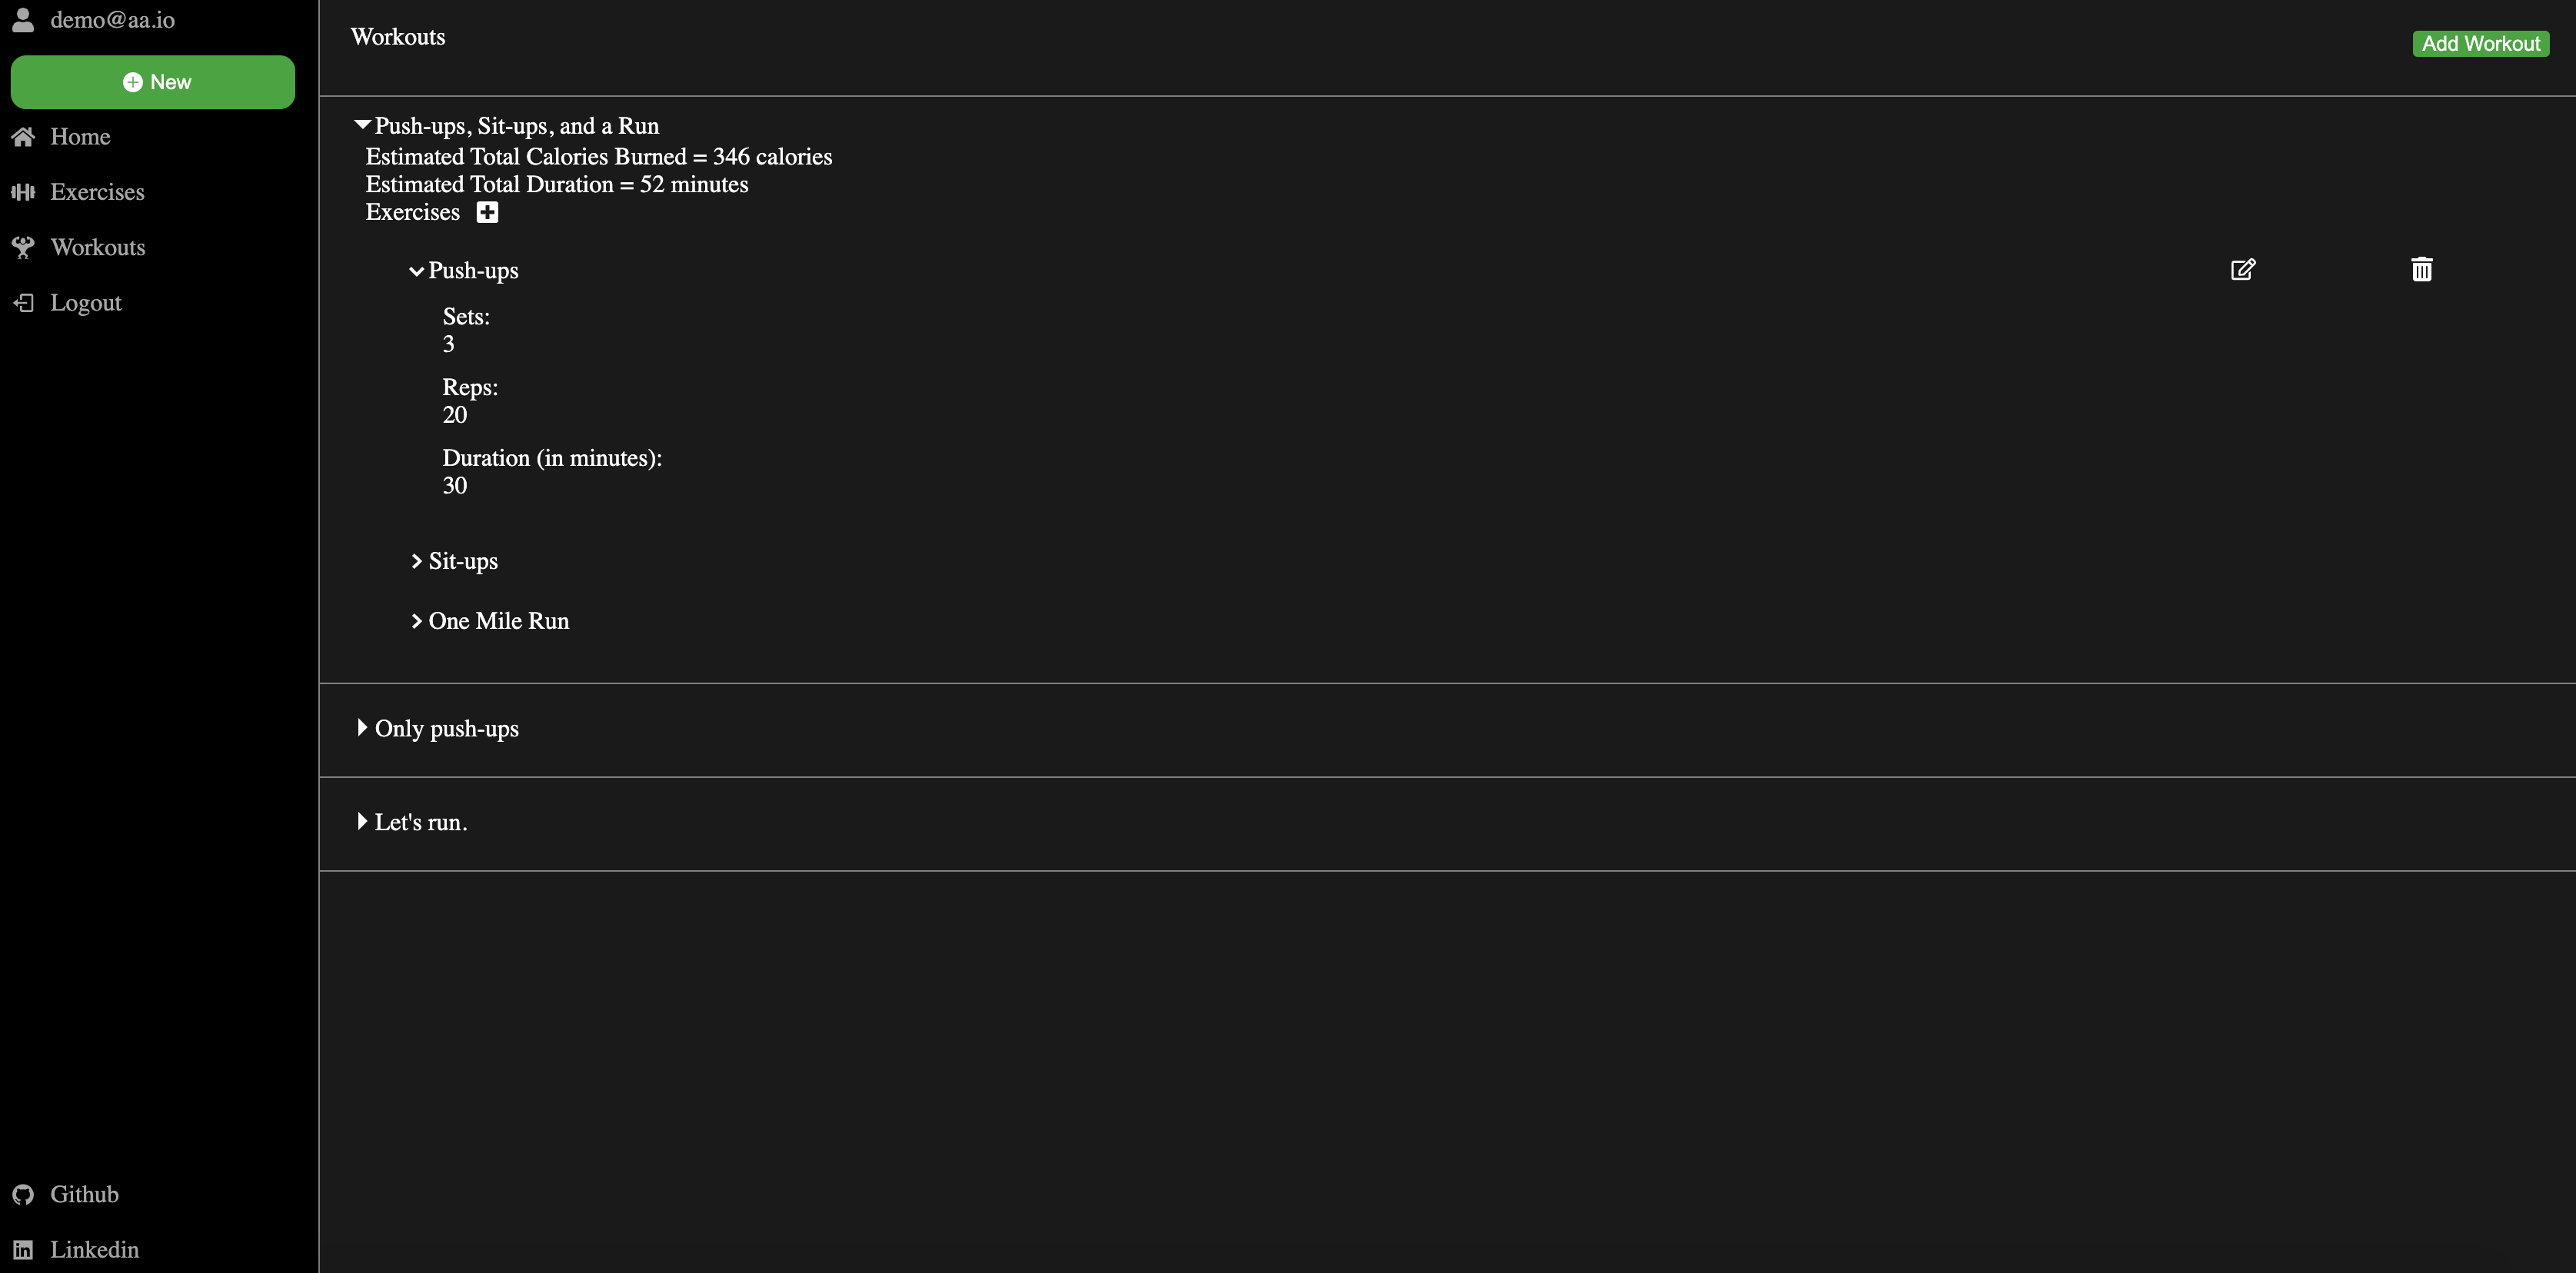 demo@aa.io
New
Home
Exercises
Workouts
Logout
Github
Linkedin
Workouts
Add Workout
Push-ups, Sit-ups, and a Run
Estimated Total Calories Burned = 346 calories
Estimated Total Duration = 52 minutes
Exercises
Push-ups
Sets:
3
Reps:
20
Duration (in minutes):
30
Sit-ups
One Mile Run
Only push-ups
Let's run.